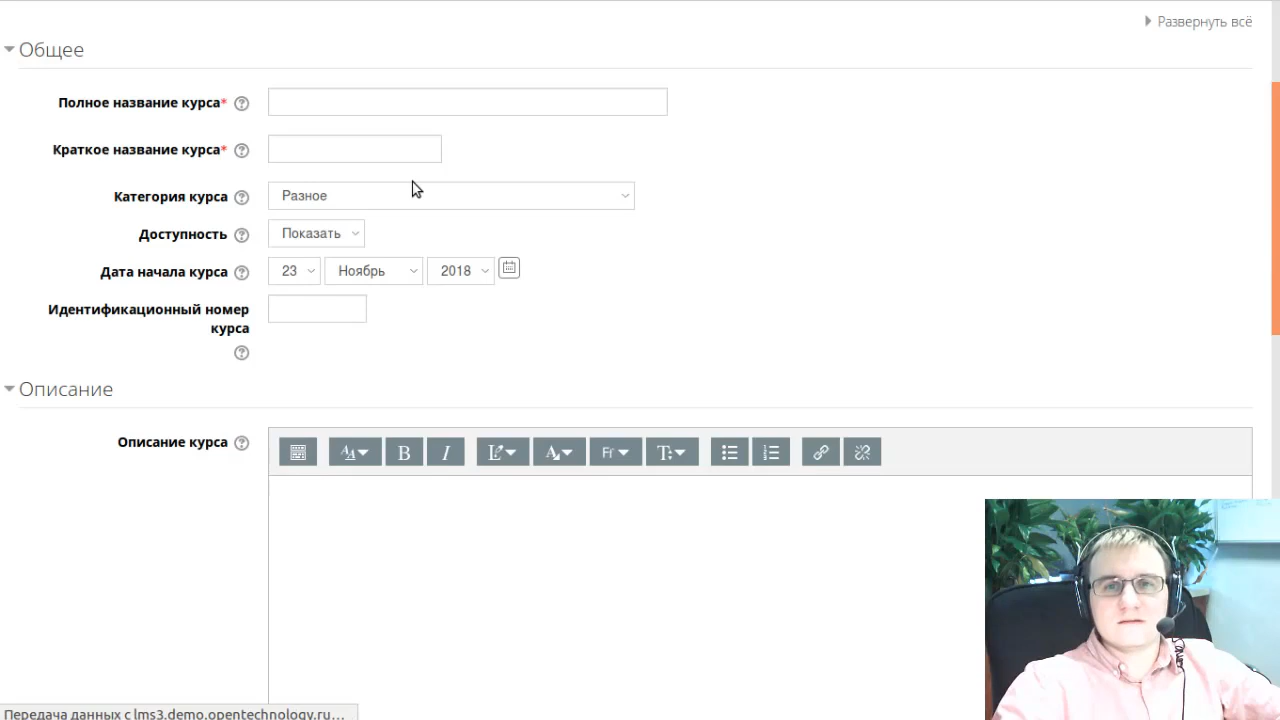 Развернуть всё
Общее
Полное название курса*
Краткое название курса*
Категория курса
Разное
Доступность
Показать
Дата начала курса
23
Ноябрь
2018
Идентификационный номер
курса
Описание
Описание курса
B
I
Ff
Передача данных с lms3.demo.opentechnology.ru…